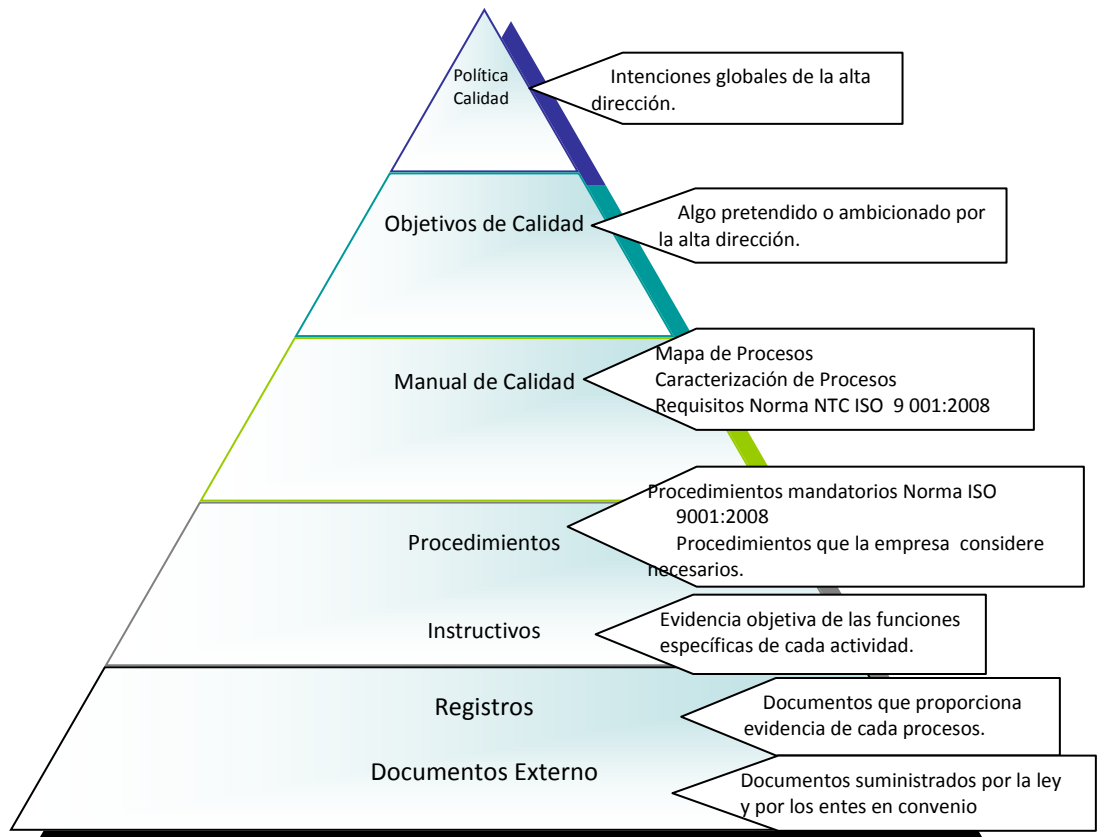 Política
Calidad
Intenciones globales de la alta
dirección.
Objetivos de Calidad
Algo pretendido o ambicionado por
la alta dirección.
Manual de Calidad
Mapa de Procesos
Caracterización de Procesos
Requisitos Norma NTC ISO 9 001:2008
Procedimientos
Procedimientos mandatorios Norma ISO
9001:2008
Procedimientos que la empresa considere
necesarios.
Instructivos
Evidencia objetiva de las funciones
específicas de cada actividad.
Registros
Documentos que proporciona
evidencia de cada procesos.
Documentos Externo
Documentos suministrados por la ley
y por los entes en convenio